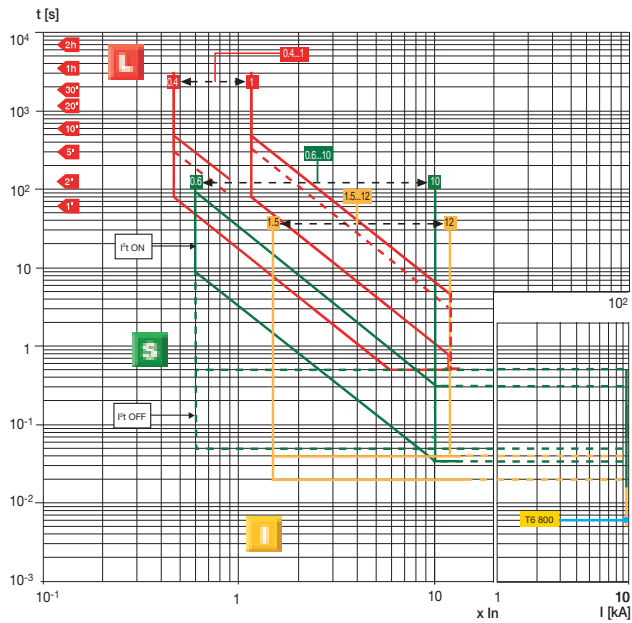 t [s]
10⁴
2h
L
0.4...1
1h
0.4
1
30'
20'
10³
10'
5'
0.6...10
2'
0.6
10
10²
1.5...12
1'
1.5
12
I²t ON
10
10²
1
S
10⁻¹
I²t OFF
10⁻²
I
T6 800
10⁻³
10⁻¹
1
10
1
10
x In
I [kA]